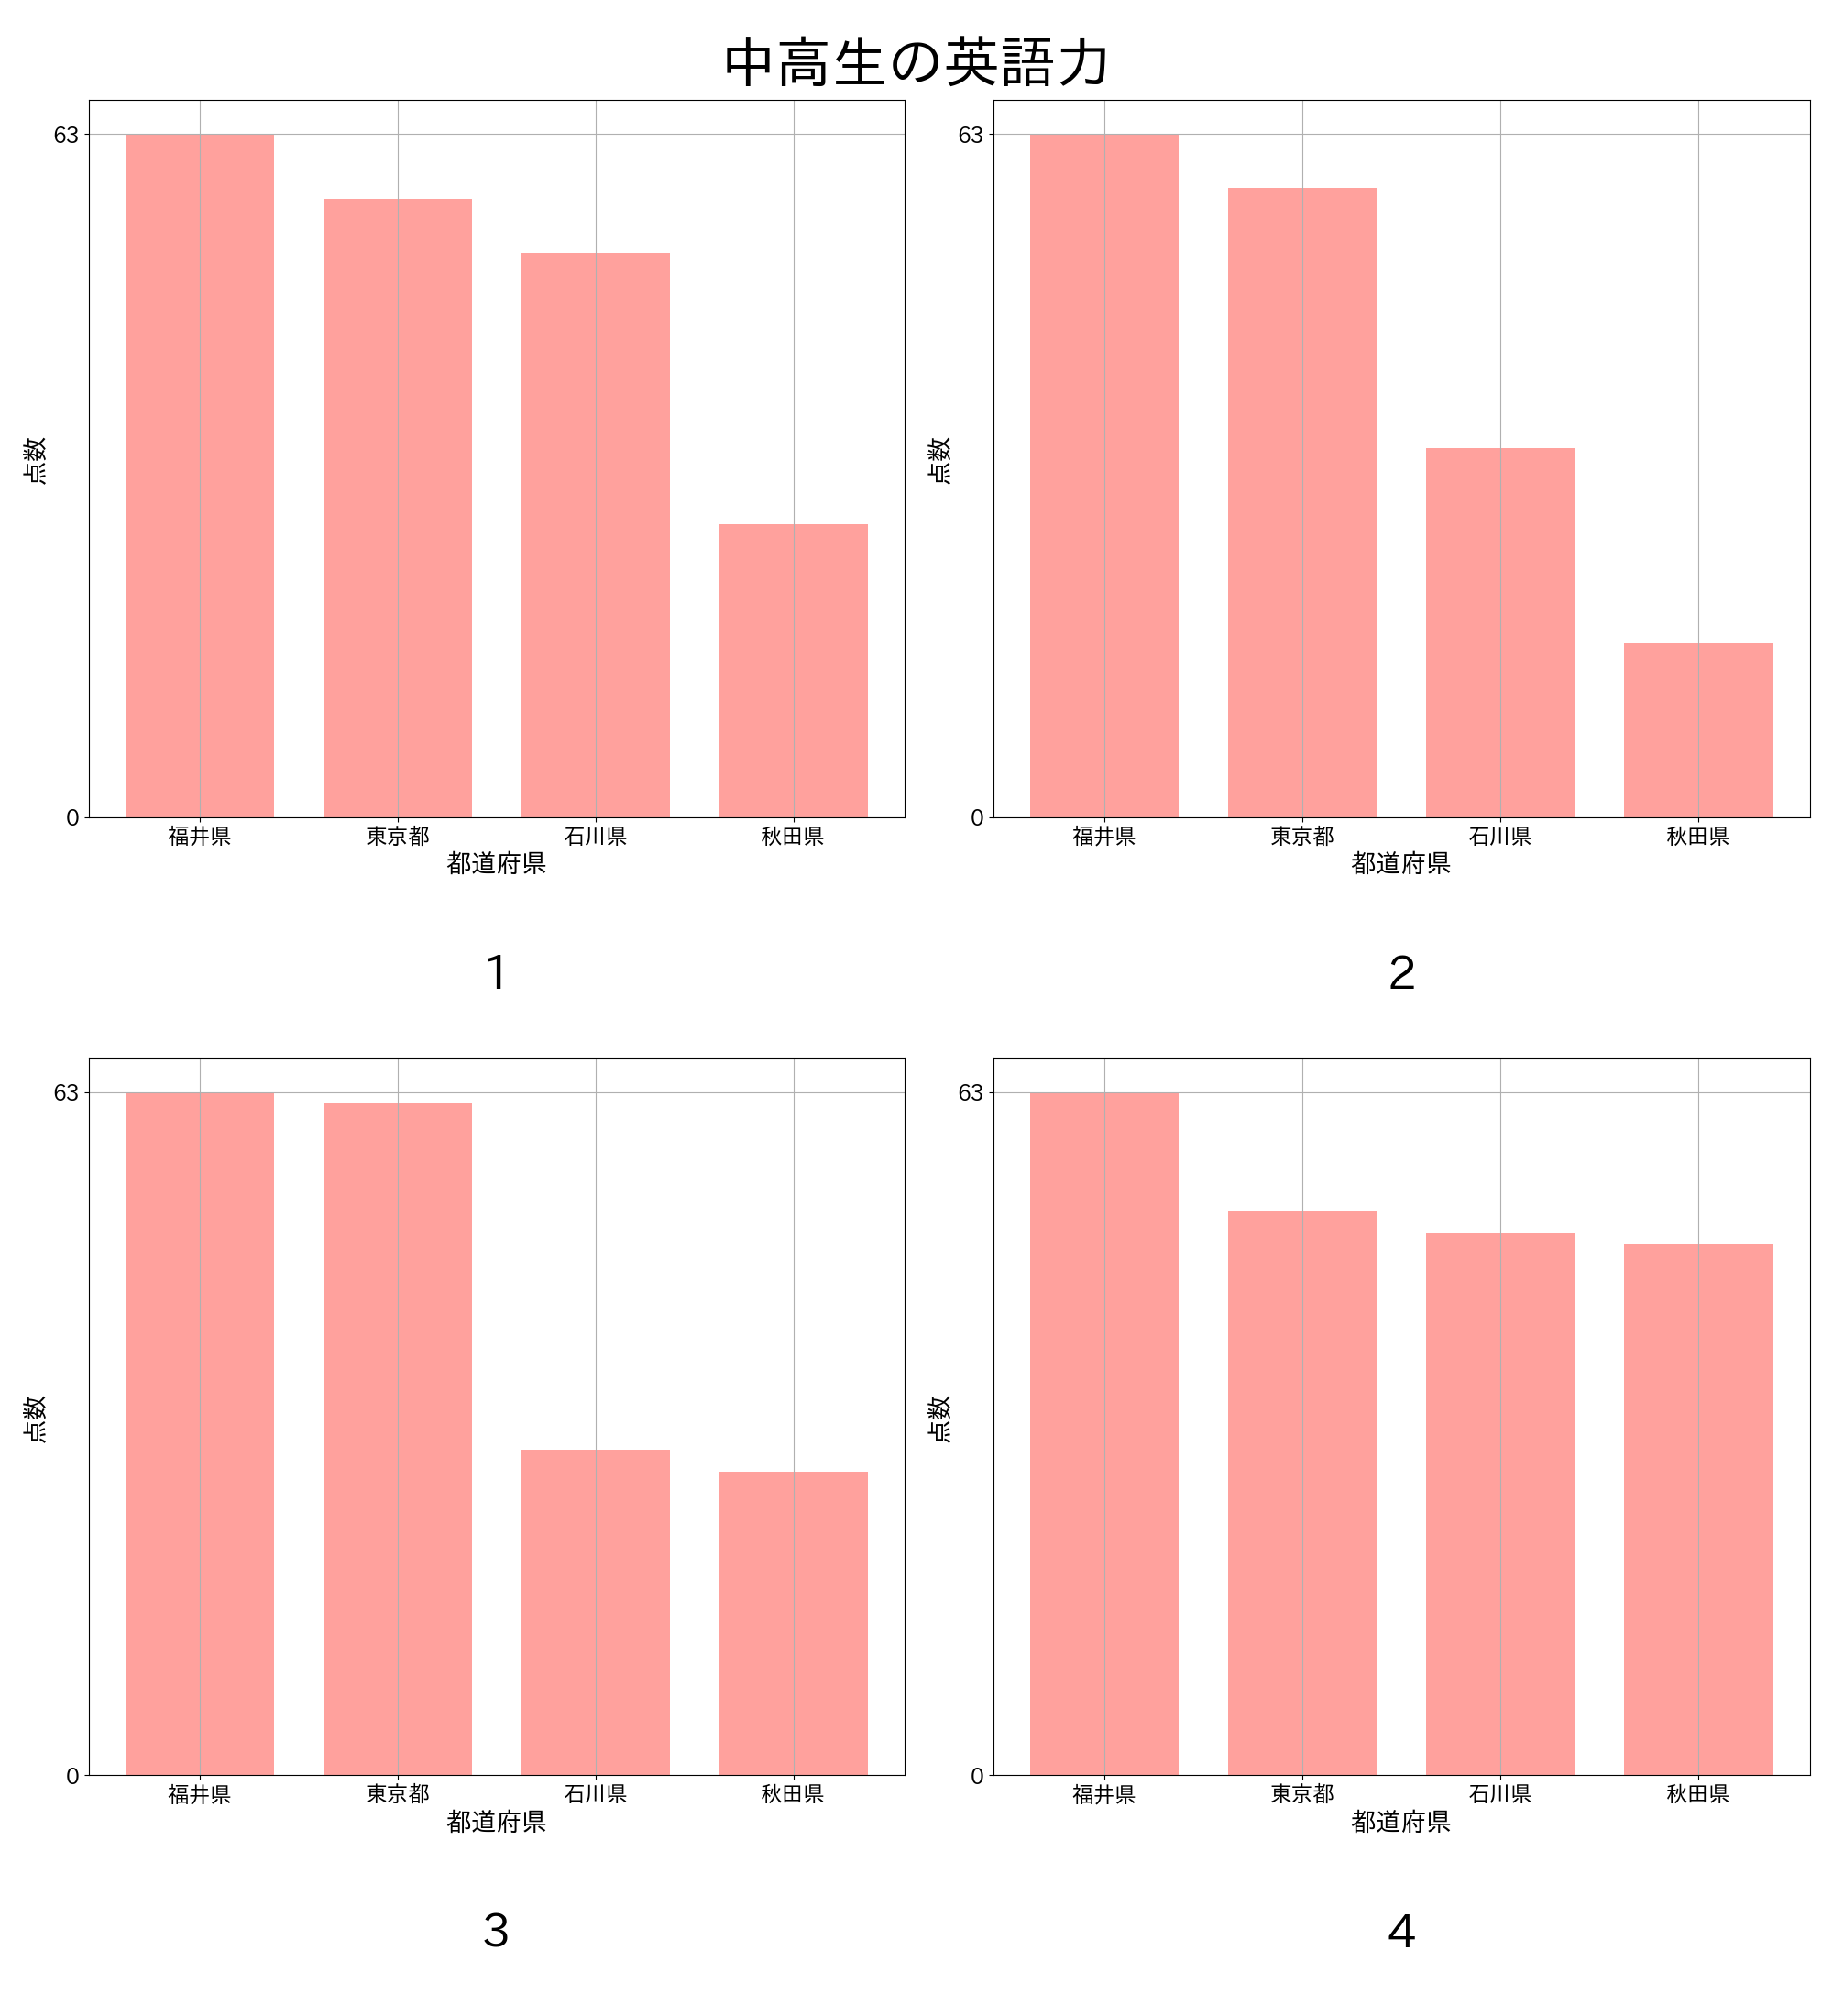 中高生の英語力
63
点数
0
福井県 東京都 石川県 秋田県
都道府県
1
63
点数
0
福井県 東京都 石川県 秋田県
都道府県
2
63
点数
0
福井県 東京都 石川県 秋田県
都道府県
3
63
点数
0
福井県 東京都 石川県 秋田県
都道府県
4